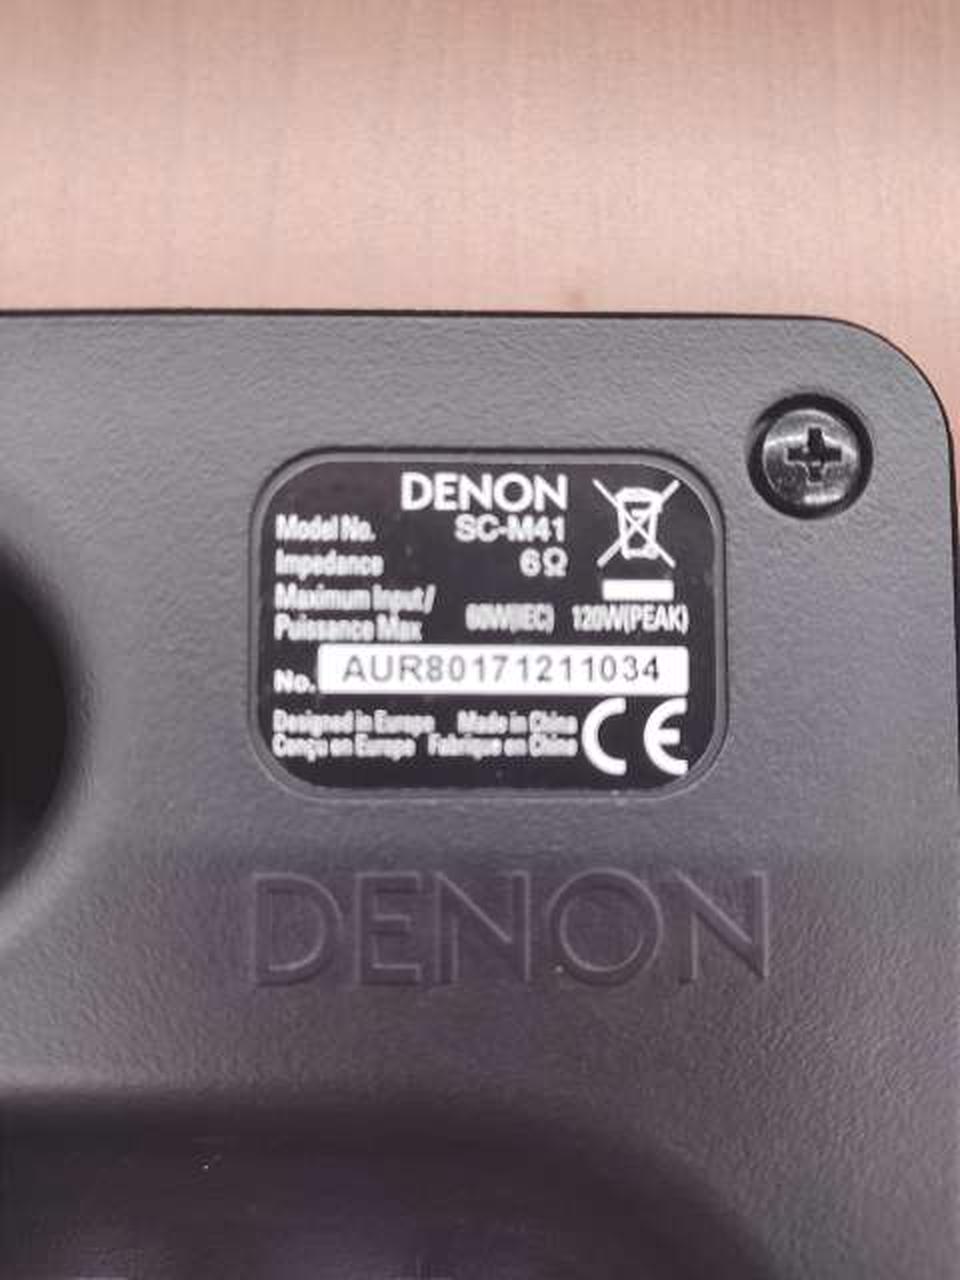 DENON
Model No. SC-M41
Impedance 6Ω
Maximum Input/
Puissance Max 60W(IEC) 120W(PEAK)
No. AUR80171211034
Designed in Europe Made in China
Conçu en Europe Fabriqué en Chine
CE
DENON